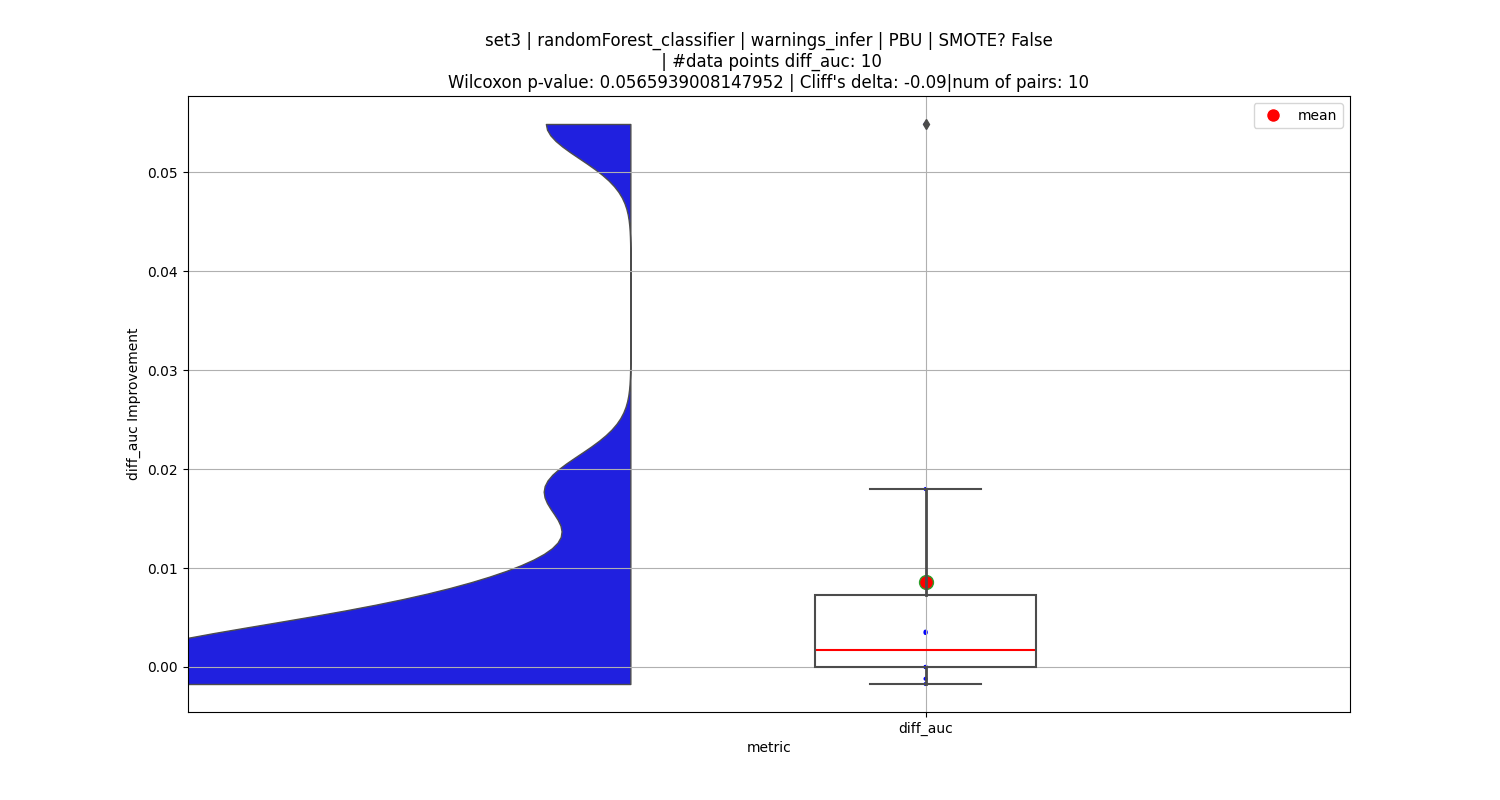 set3 | randomForest_classifier | warnings_infer | PBU | SMOTE? False
| #data points diff_auc: 10
Wilcoxon p-value: 0.0565939008147952 | Cliff's delta: -0.09|num of pairs: 10
mean
0.05
0.04
0.03
0.02
0.01
0.00
diff_auc Improvement
diff_auc
metric